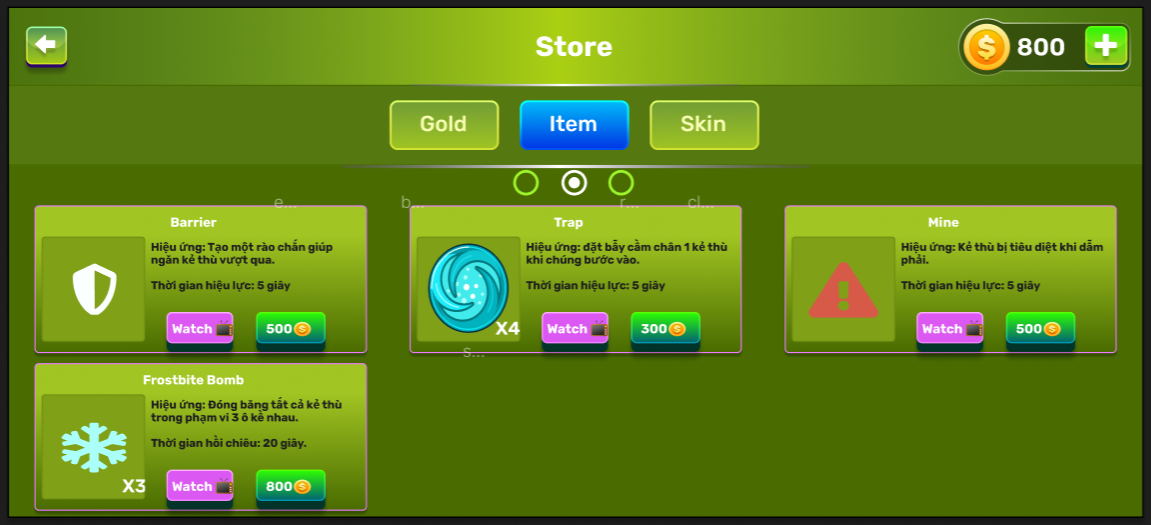 Store
800
Gold
Item
Skin
e...
b...
r...
cl...
Barrier
Hiệu ứng: Tạo một rào chắn giúp
ngăn kẻ thù vượt qua.
Thời gian hiệu lực: 5 giây
Watch
500
Trap
Hiệu ứng: đặt bẫy cầm chân 1 kẻ thù
khi chúng bước vào.
Thời gian hiệu lực: 5 giây
X4
Watch
300
Mine
Hiệu ứng: Kẻ thù bị tiêu diệt khi dẫm
phải.
Thời gian hiệu lực: 5 giây
Watch
500
s...
Frostbite Bomb
Hiệu ứng: Đóng băng tất cả kẻ thù
trong phạm vi 3 ô kề nhau.
Thời gian hồi chiêu: 20 giây.
X3
Watch
800